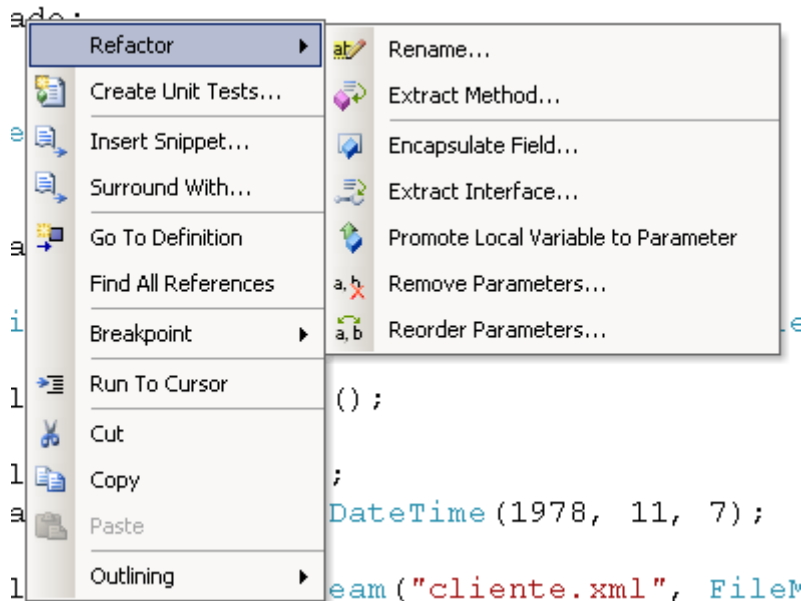 ade;
Refactor
Rename...
Create Unit Tests...
Extract Method...
Insert Snippet...
Encapsulate Field...
Surround With...
Extract Interface...
Go To Definition
Promote Local Variable to Parameter
Find All References
Remove Parameters...
Breakpoint
Reorder Parameters...
Run To Cursor
();
Cut
Copy
;
Paste
DateTime(1978, 11, 7);
Outlining
eam("cliente.xml", FileM